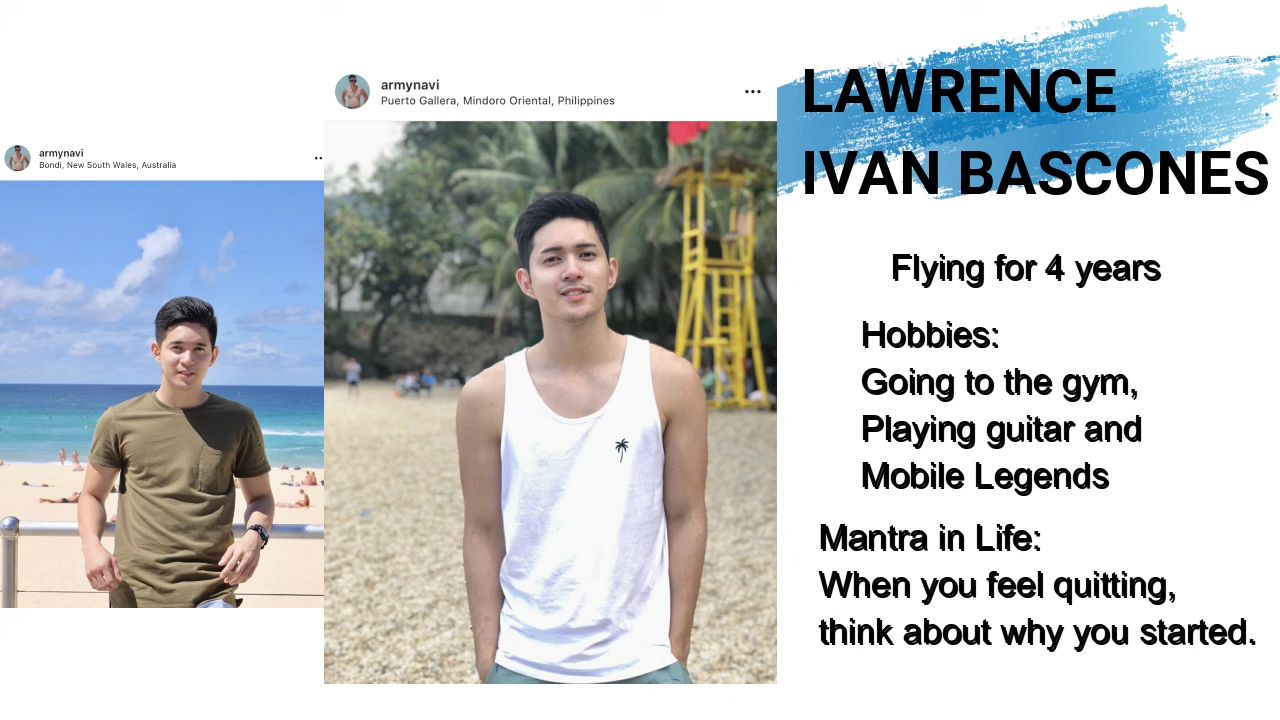 armynavi
Bondi, New South Wales, Australia
armynavi
Puerto Gallera, Mindoro Oriental, Philippines
LAWRENCE
IVAN BASCONES
Flying for 4 years
Hobbies:
Going to the gym,
Playing guitar and
Mobile Legends
Mantra in Life:
When you feel quitting,
think about why you started.